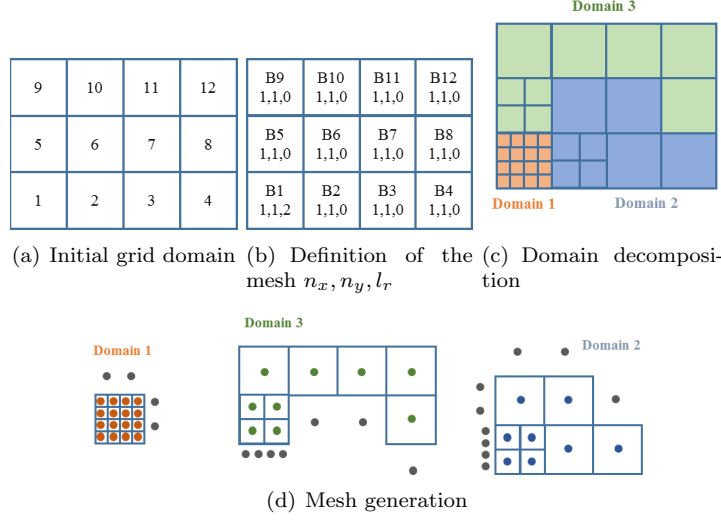 Domain 3
9 10 11 12
5 6 7 8
1 2 3 4
B9 B10 B11 B12
1,1,0 1,1,0 1,1,0 1,1,0
B5 B6 B7 B8
1,1,0 1,1,0 1,1,0 1,1,0
B1 B2 B3 B4
1,1,2 1,1,0 1,1,0 1,1,0
Domain 1 Domain 2
(a) Initial grid domain
(b) Definition of the
mesh n_x, n_y, l_r
(c) Domain decomposi-
tion
Domain 1
Domain 3
Domain 2
(d) Mesh generation